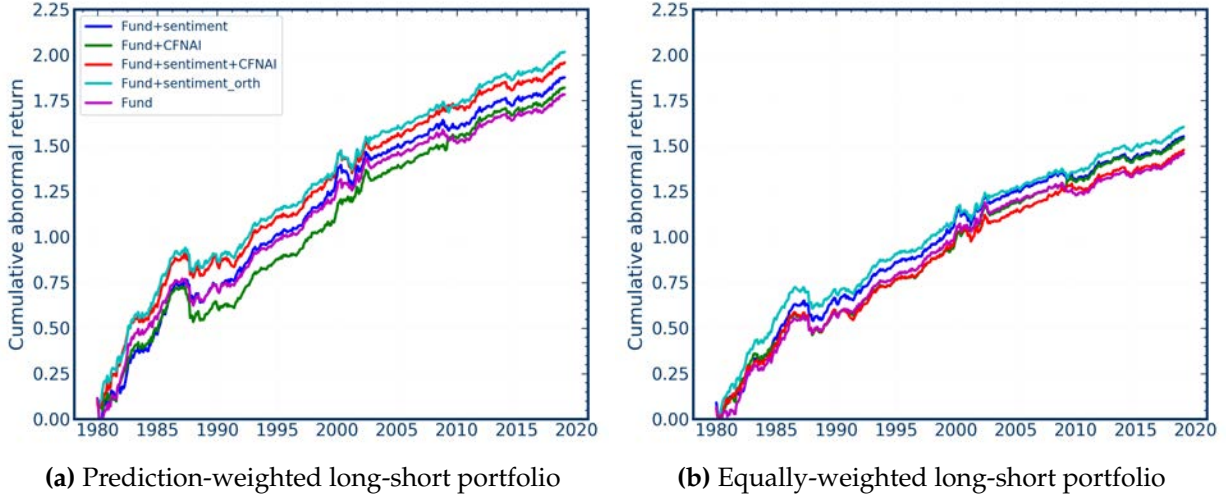 Cumulative abnormal return
2.25
2.00
1.75
1.50
1.25
1.00
0.75
0.50
0.25
0.00
Fund+sentiment
Fund+CFNAI
Fund+sentiment+CFNAI
Fund+sentiment_orth
Fund
1980 1985 1990 1995 2000 2005 2010 2015 2020
(a) Prediction-weighted long-short portfolio
Cumulative abnormal return
2.25
2.00
1.75
1.50
1.25
1.00
0.75
0.50
0.25
0.00
1980 1985 1990 1995 2000 2005 2010 2015 2020
(b) Equally-weighted long-short portfolio